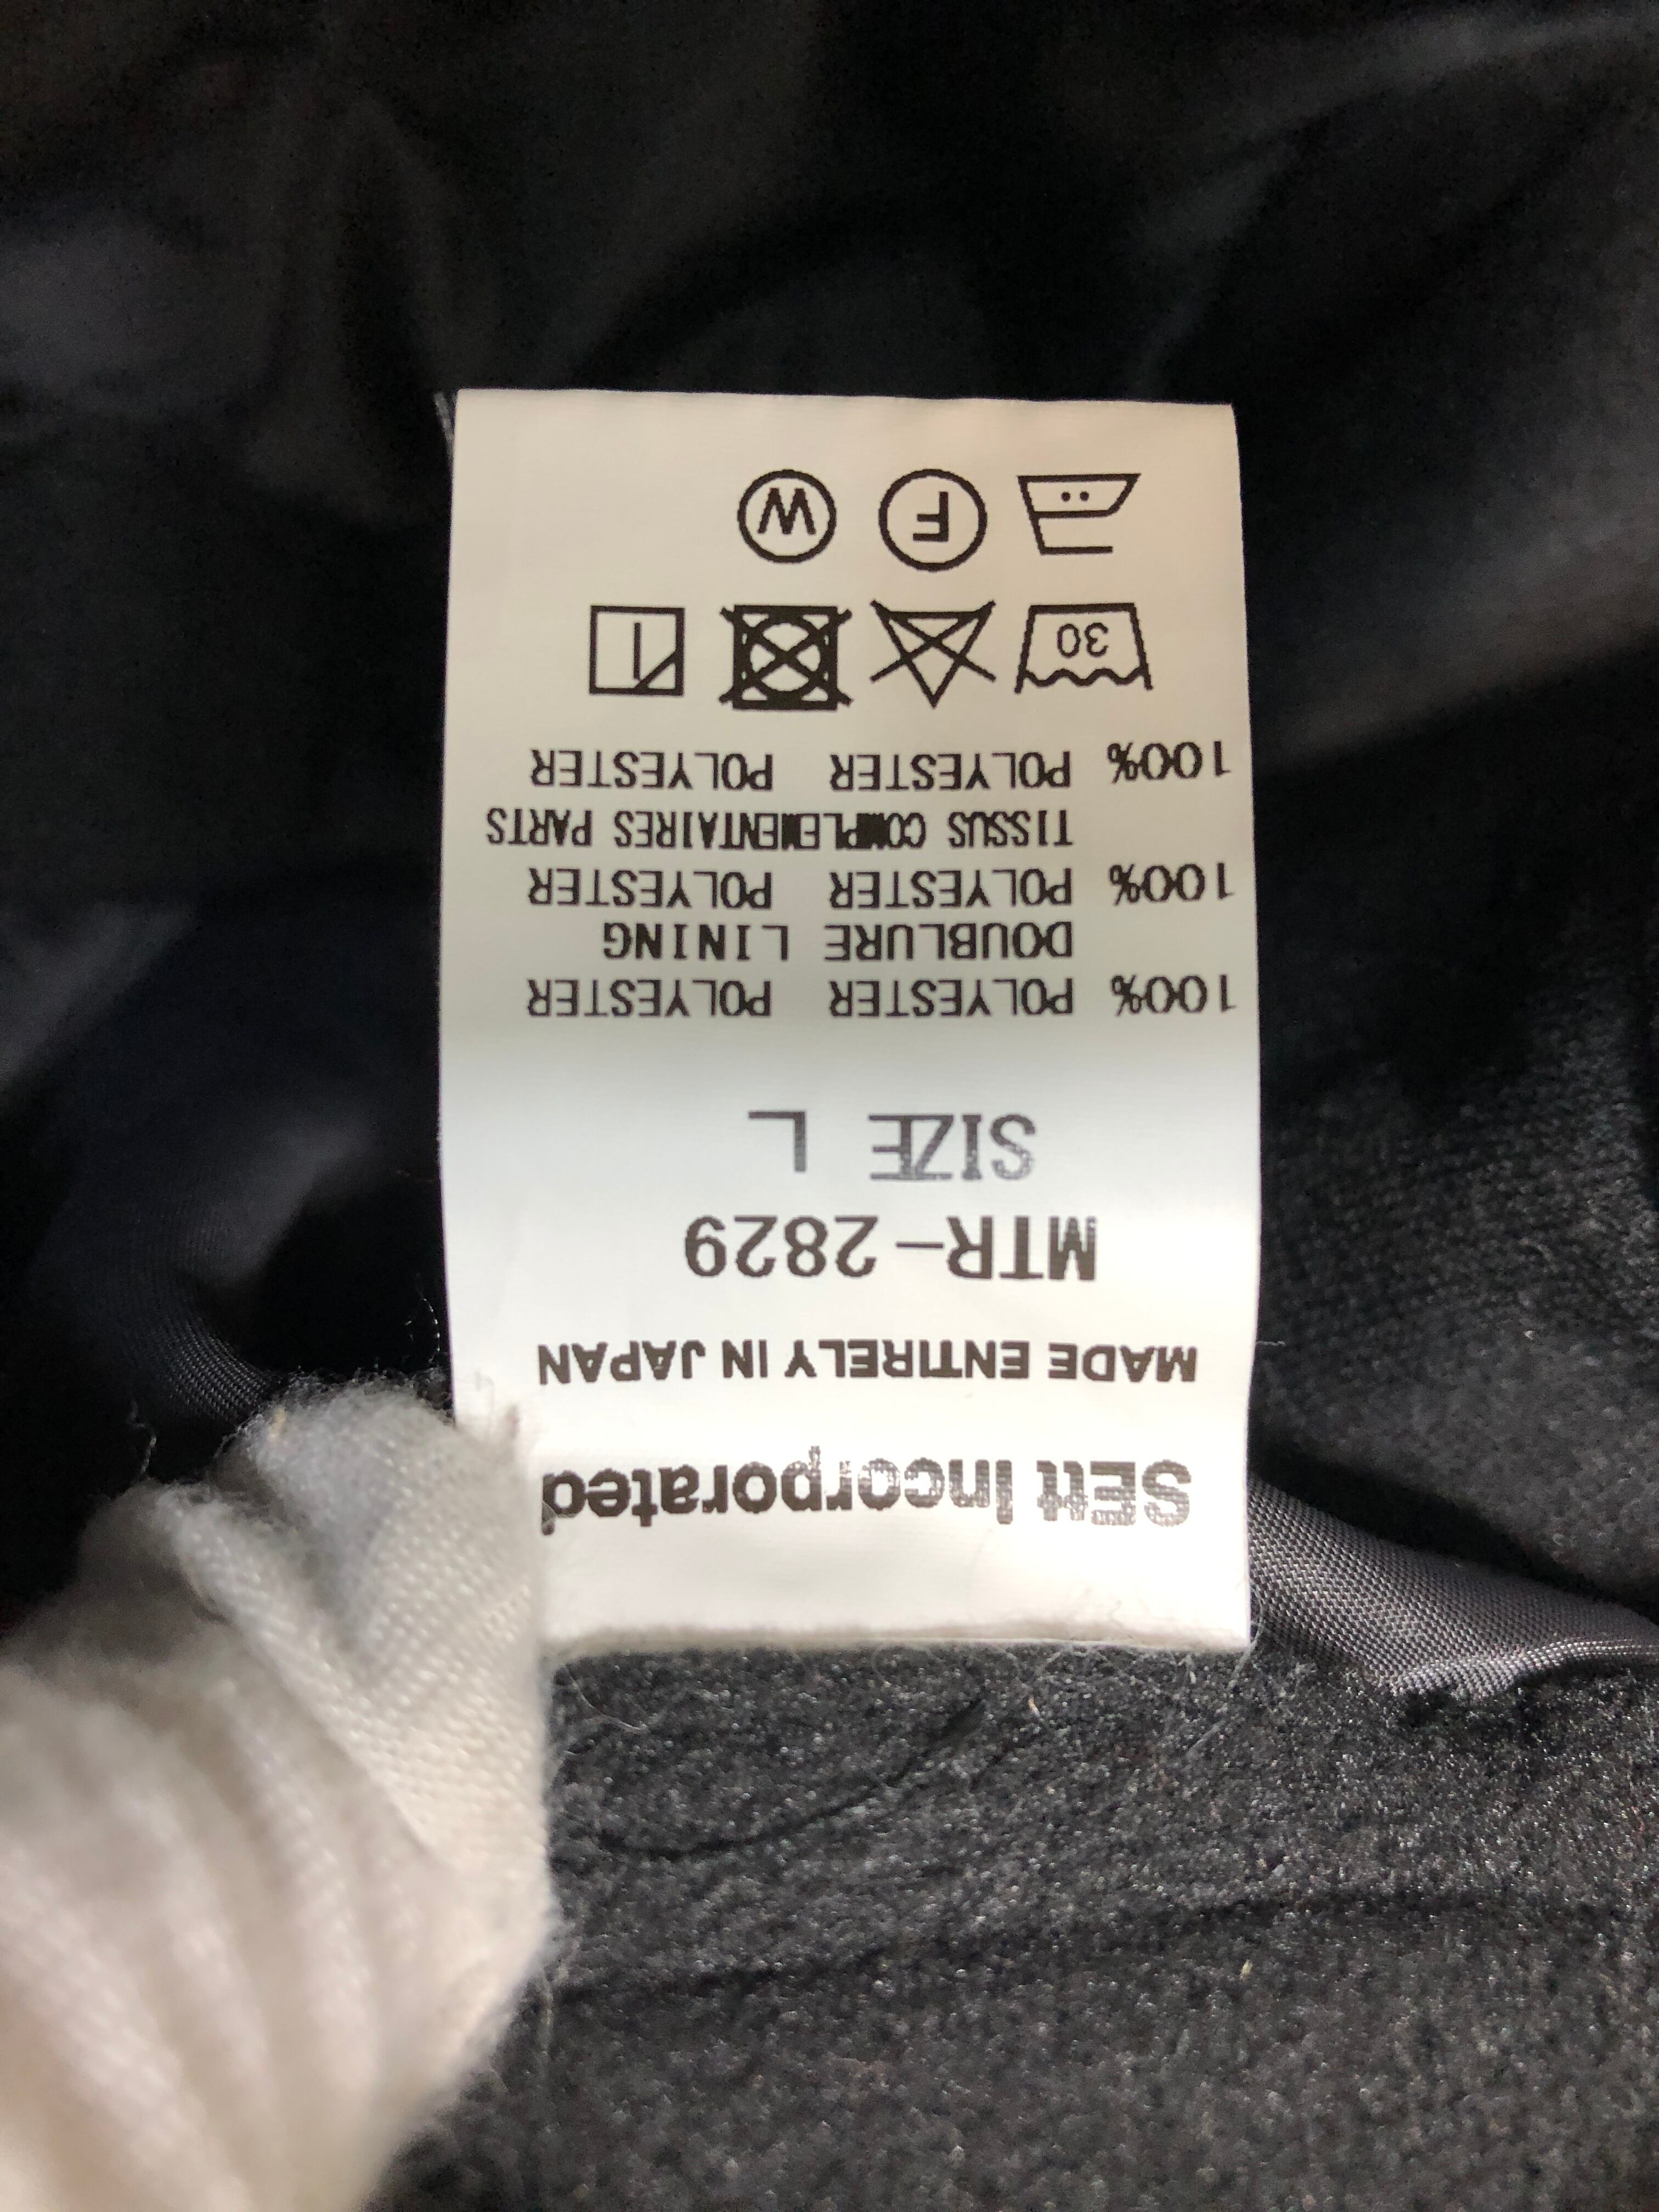 SEtt Incorporated
MADE ENTIRELY IN JAPAN
MTR-2829
SIZE L
100% POLYESTER POLYESTER
DOUBLURE LINING
100% POLYESTER POLYESTER
TISSUS COMPLEMENTAIRES PARTS
100% POLYESTER POLYESTER
30
F W